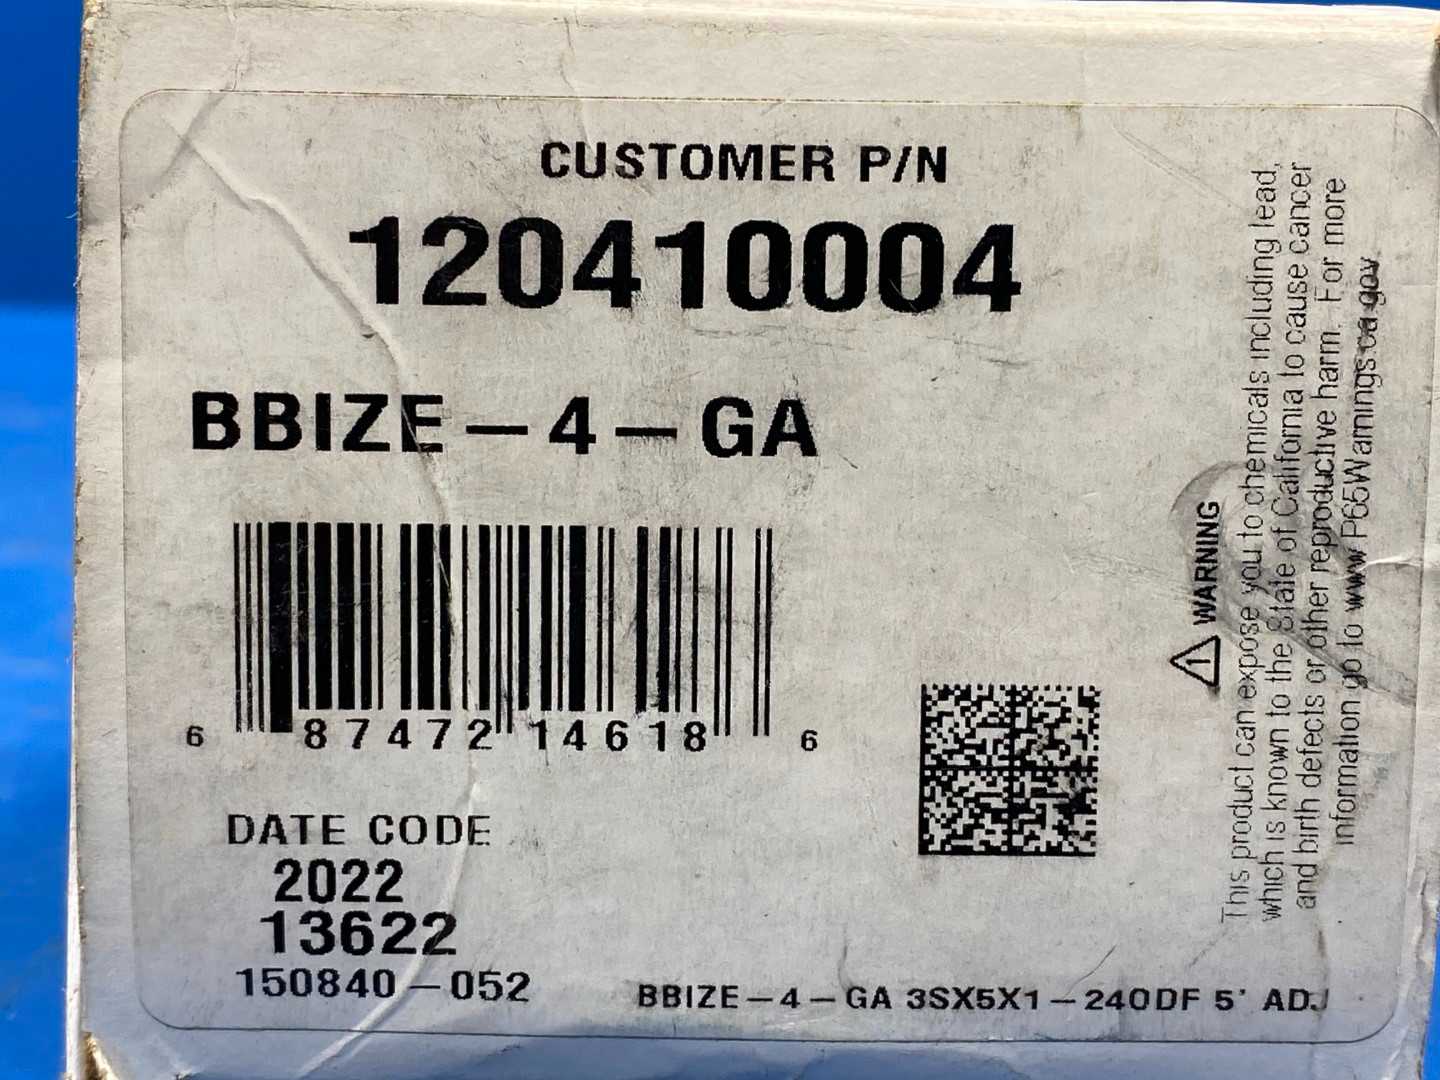 CUSTOMER P/N
120410004
BBIZE-4-GA
6 87472 14618 6
DATE CODE
2022
13622
150840-052
BBIZE-4-GA 3SX5X1-240DF 5' ADJ
⚠ WARNING
This product can expose you to chemicals including lead,
which is known to the State of California to cause cancer
and birth defects or other reproductive harm. For more
information go to www.P65Warnings.ca.gov